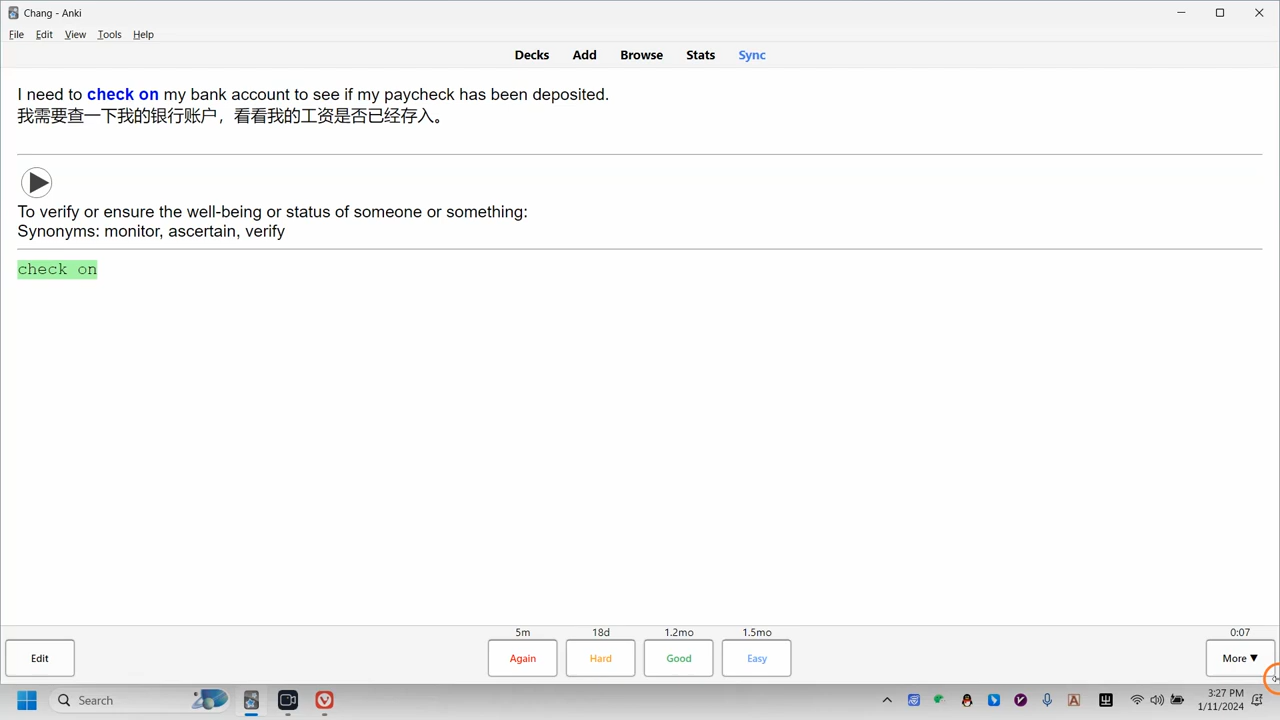 Chang - Anki
File Edit View Tools Help
Decks Add Browse Stats Sync
I need to check on my bank account to see if my paycheck has been deposited.
我需要查一下我的银行账户，看看我的工资是否已经存入。
To verify or ensure the well-being or status of someone or something:
Synonyms: monitor, ascertain, verify
check on
5m 18d 1.2mo 1.5mo 0:07
Edit Again Hard Good Easy More ▼
Search
3:27 PM
1/11/2024